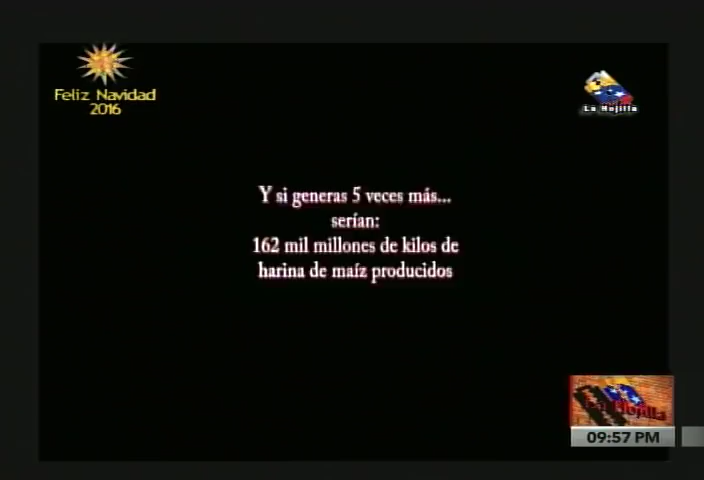 Feliz Navidad
2016
La Hojilla
Y si generas 5 veces más...
serían:
162 mil millones de kilos de
harina de maíz producidos
La Hojilla
09:57 PM